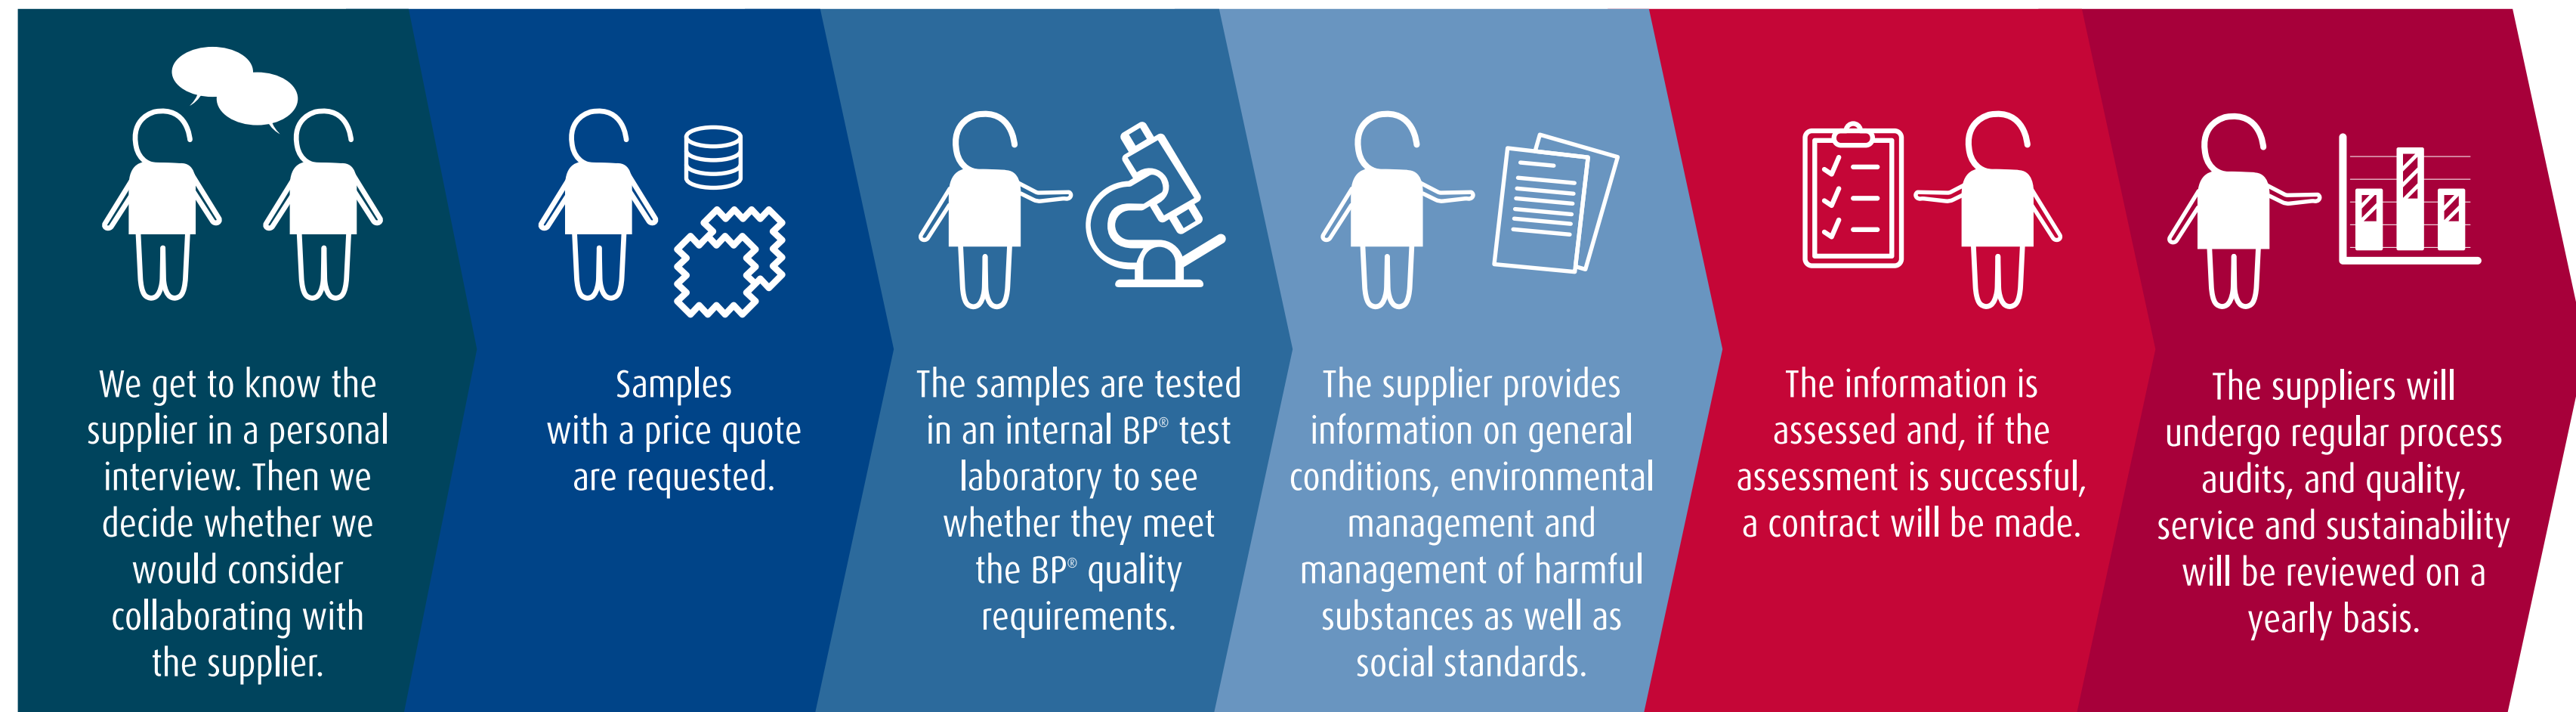 We get to know the
supplier in a personal
interview. Then we
decide whether we
would consider
collaborating with
the supplier.
Samples
with a price quote
are requested.
The samples are tested
in an internal BP® test
laboratory to see
whether they meet
the BP® quality
requirements.
The supplier provides
information on general
conditions, environmental
management and
management of harmful
substances as well as
social standards.
The information is
assessed and, if the
assessment is successful,
a contract will be made.
The suppliers will
undergo regular process
audits, and quality,
service and sustainability
will be reviewed on a
yearly basis.